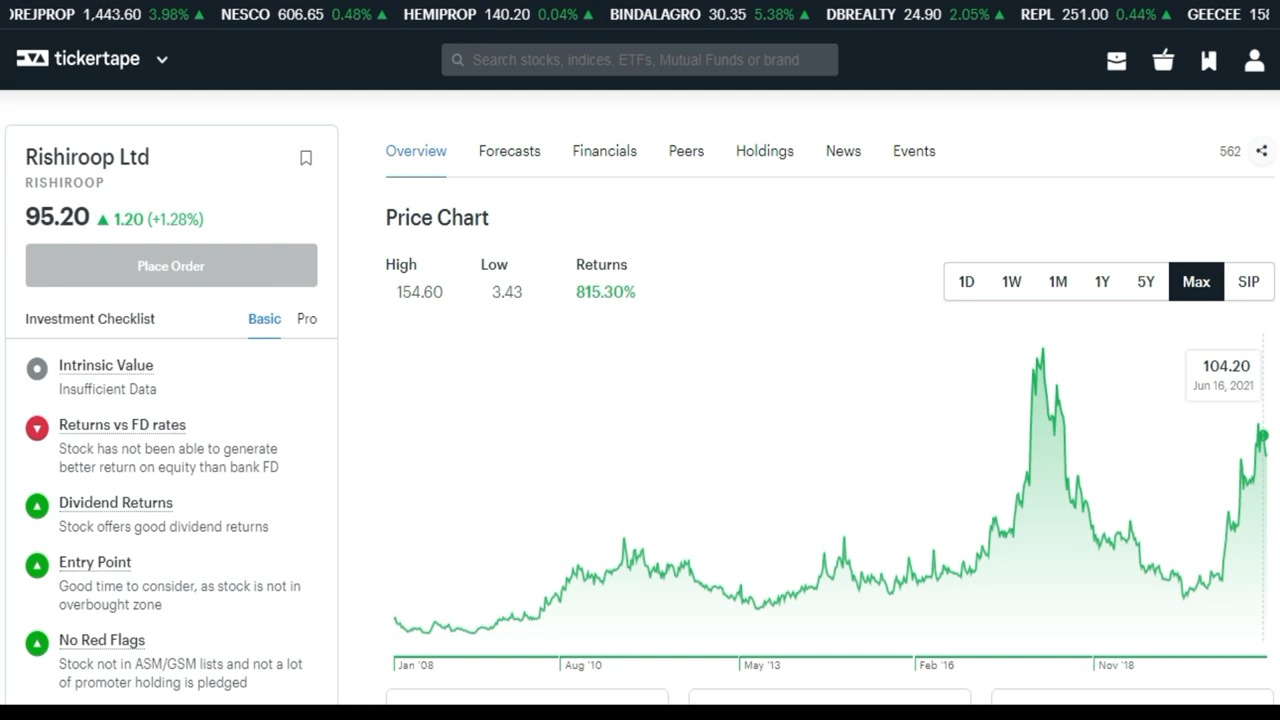 OREJPROP 1,443.60 3.98% ▲ NESCO 606.65 0.48% ▲ HEMIPROP 140.20 0.04% ▲ BINDALAGRO 30.35 5.38% ▲ DBREALTY 24.90 2.05% ▲ REPL 251.00 0.44% ▲ GEECEE
tickertape
Search stocks, indices, ETFs, Mutual Funds or brand
Rishiroop Ltd
RISHIROOP
95.20 ▲ 1.20 (+1.28%)
Place Order
Investment Checklist Basic Pro
Intrinsic Value
Insufficient Data
Returns vs FD rates
Stock has not been able to generate
better return on equity than bank FD
Dividend Returns
Stock offers good dividend returns
Entry Point
Good time to consider, as stock is not in
overbought zone
No Red Flags
Stock not in ASM/GSM lists and not a lot
of promoter holding is pledged
Overview Forecasts Financials Peers Holdings News Events 562
Price Chart
High Low Returns
154.60 3.43 815.30%
1D 1W 1M 1Y 5Y Max SIP
104.20
Jun 16, 2021
Jan '08 Aug '10 May '13 Feb '16 Nov '18